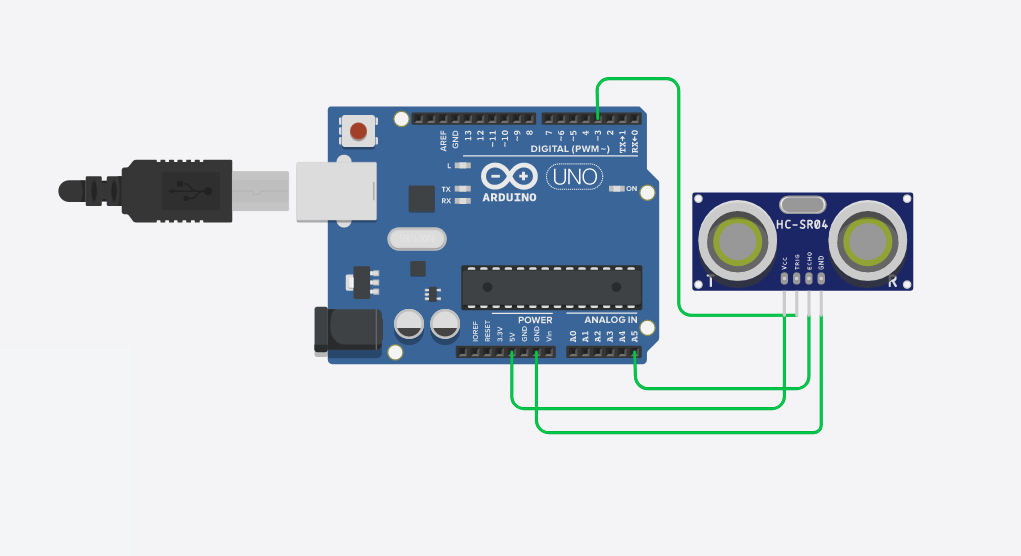 AREF
GND
13
12
~11
~10
~9
8
7
~6
~5
4
~3
2
TX→1
RX←0
DIGITAL (PWM~)
L
TX
RX
ARDUINO
UNO
ON
HC-SR04
Vcc
TRIG
ECHO
GND
T
R
POWER
ANALOG IN
IOREF
RESET
3.3V
5V
GND
GND
Vin
A0
A1
A2
A3
A4
A5